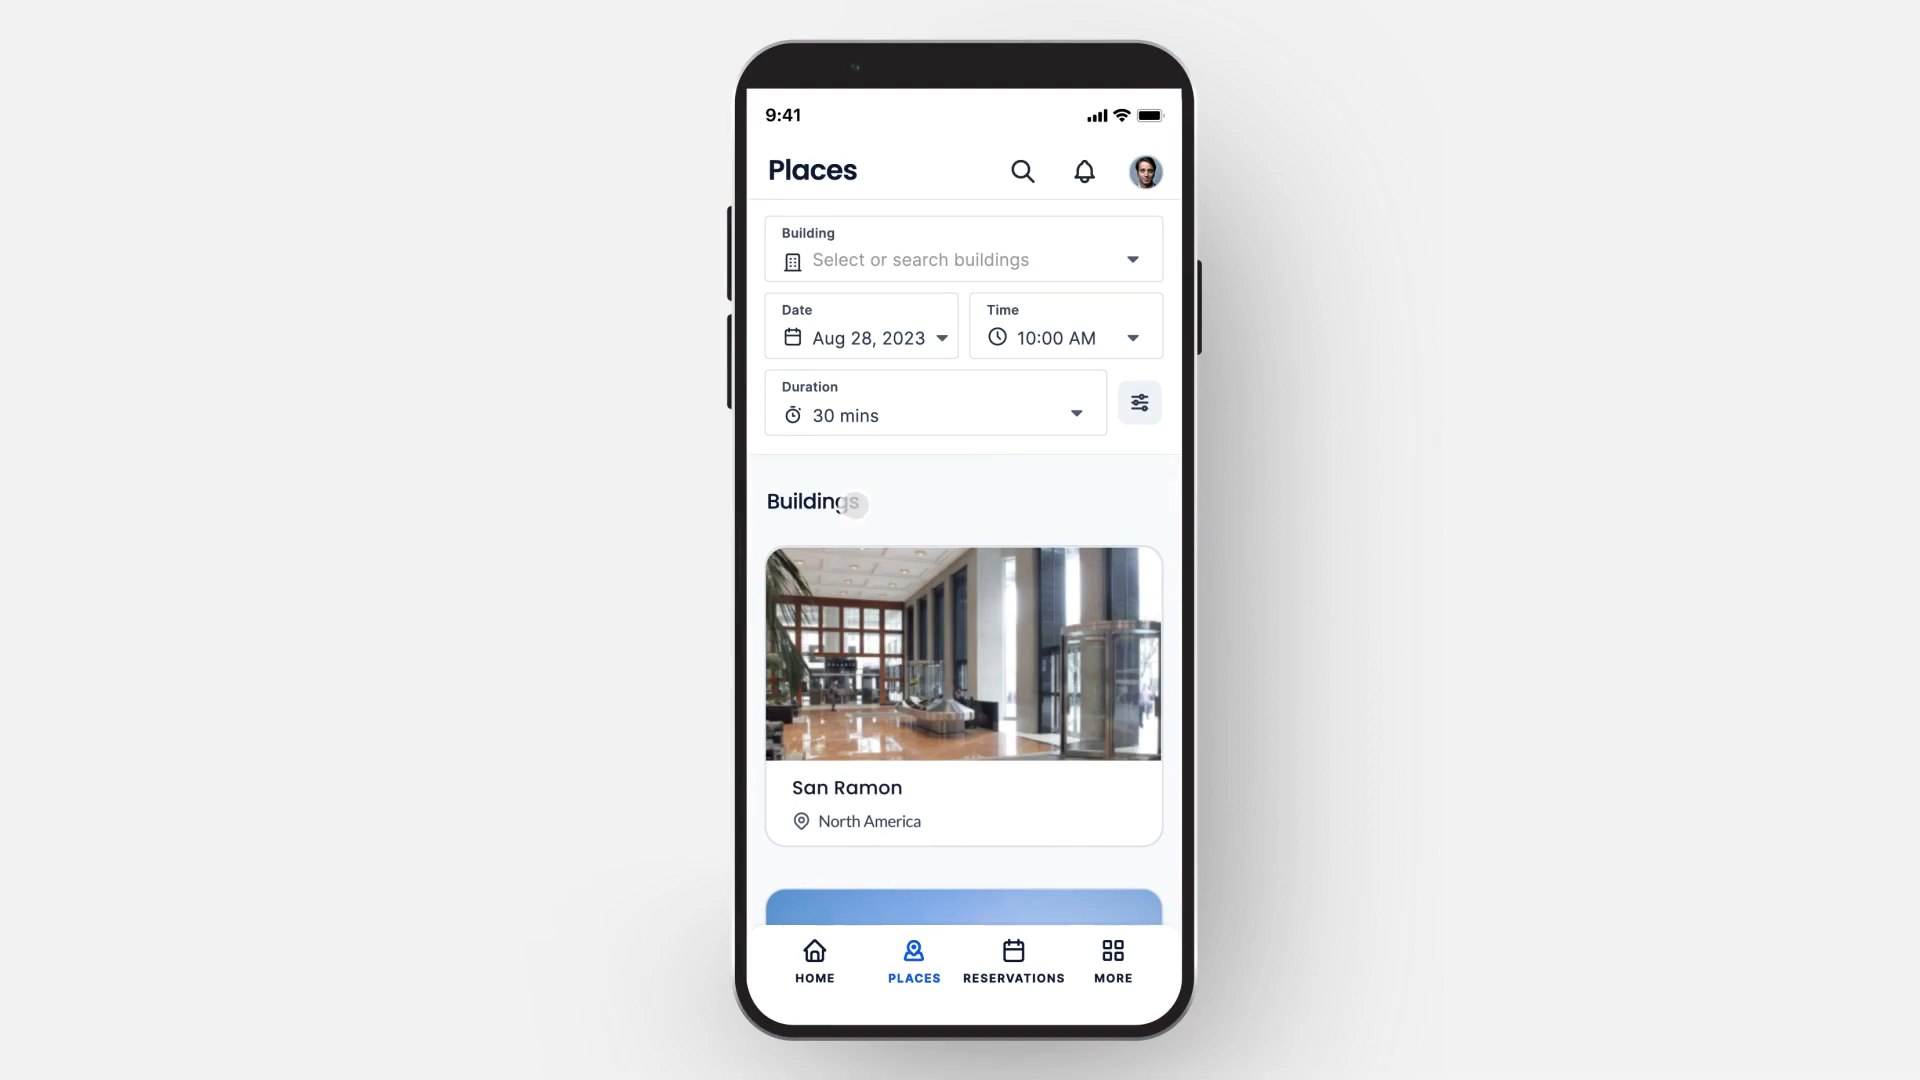 9:41
Places
Building
Select or search buildings
Date
Time
Aug 28, 2023
10:00 AM
Duration
30 mins
Buildings
San Ramon
North America
HOME
PLACES
RESERVATIONS
MORE